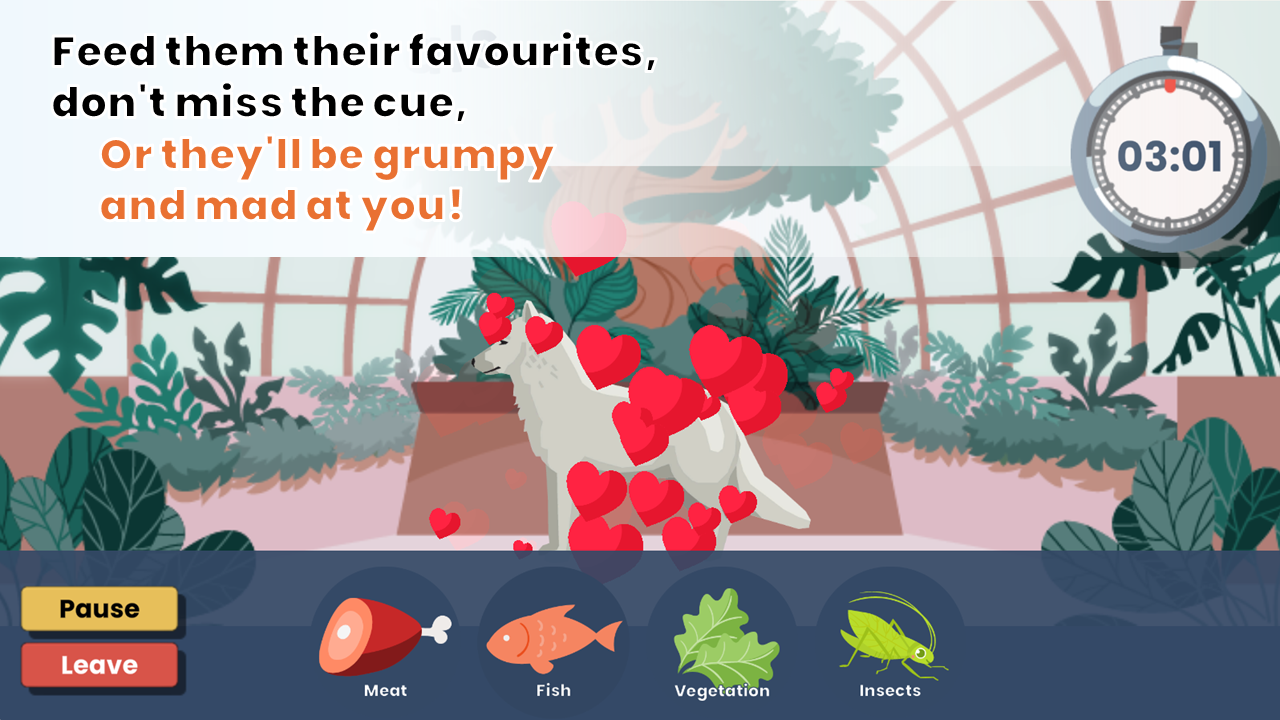 Feed them their favourites,
don't miss the cue,
Or they'll be grumpy
and mad at you!
03:01
Pause
Leave
Meat
Fish
Vegetation
Insects